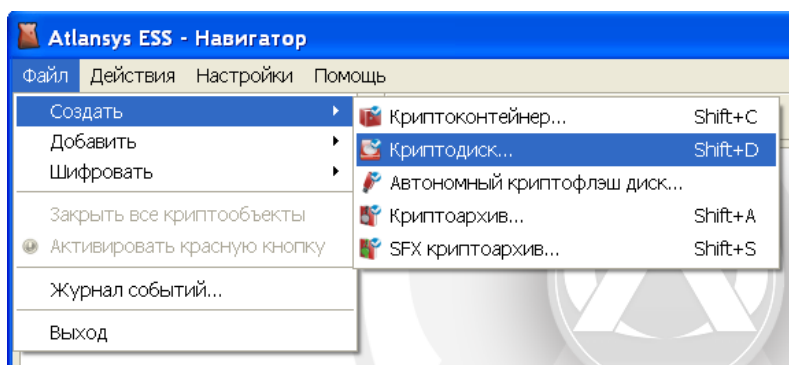 Atlansys ESS - Навигатор
Файл Действия Настройки Помощь
Создать
Добавить
Шифровать
Закрыть все криптообъекты
Активировать красную кнопку
Журнал событий...
Выход
Криптоконтейнер... Shift+C
Криптодиск... Shift+D
Автономный криптофлэш диск...
Криптоархив... Shift+A
SFX криптоархив... Shift+S